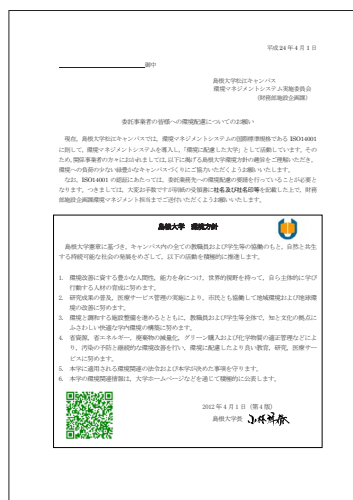 平成24年4月1日
御中
島根大学松江キャンパス
環境マネジメントシステム実施委員会
(財務部施設企画課)
委託事業者の皆様への環境配慮についてのお願い
現在、島根大学松江キャンパスでは、環境マネジメントシステムの国際標準規格である ISO14001
に則して、環境マネジメントシステムを導入し、「環境に配慮した大学」として活動しています。その
ため、関係事業者の方々におかれましては、以下に掲げる島根大学環境方針の趣旨をご理解いただき、
環境への負荷の少ない緑豊かなキャンパスづくりにご協力いただくようお願いいたします。
なお、ISO14001 の認証にあたっては、委託業務先への環境配慮の要請を行っていることが必要と
なります。つきましては、大変お手数ですが別紙の受領書に社名及び社名印等を記載した上で、財務
部施設企画課環境マネジメント担当までご送付いただくようお願いいたします。
島根大学 環境方針
島根大学憲章に基づき、キャンパス内の全ての教職員および学生等の協働のもと、自然と共生
する持続可能な社会の発展をめざして、以下の活動を積極的に推進します。
1. 環境改善に資する豊かな人間性、能力を身につけ、世界的視野を持って、自ら主体的に学び
行動する人材の育成に努めます。
2. 研究成果の普及、医療サービス管理の実施により、市民とも協働して地域環境および地球環
境の改善に努めます。
3. 環境と調和する施設整備を進めるとともに、教職員および学生等全体で、知と文化の拠点に
ふさわしい快適な学内環境の構築に努めます。
4. 省資源、省エネルギー、廃棄物の減量化、グリーン購入および化学物質の適正管理などによ
り、汚染の予防と継続的な環境改善を行い、環境に配慮したより良い教育、研究、医療サー
ビスに努めます。
5. 本学に適用される環境関連の法令および本学が決めた事項を守ります。
6. 本学の環境関連情報は、大学ホームページなどを通じて積極的に公表します。
2012年4月1日(第4版)
島根大学長 小林祥泰